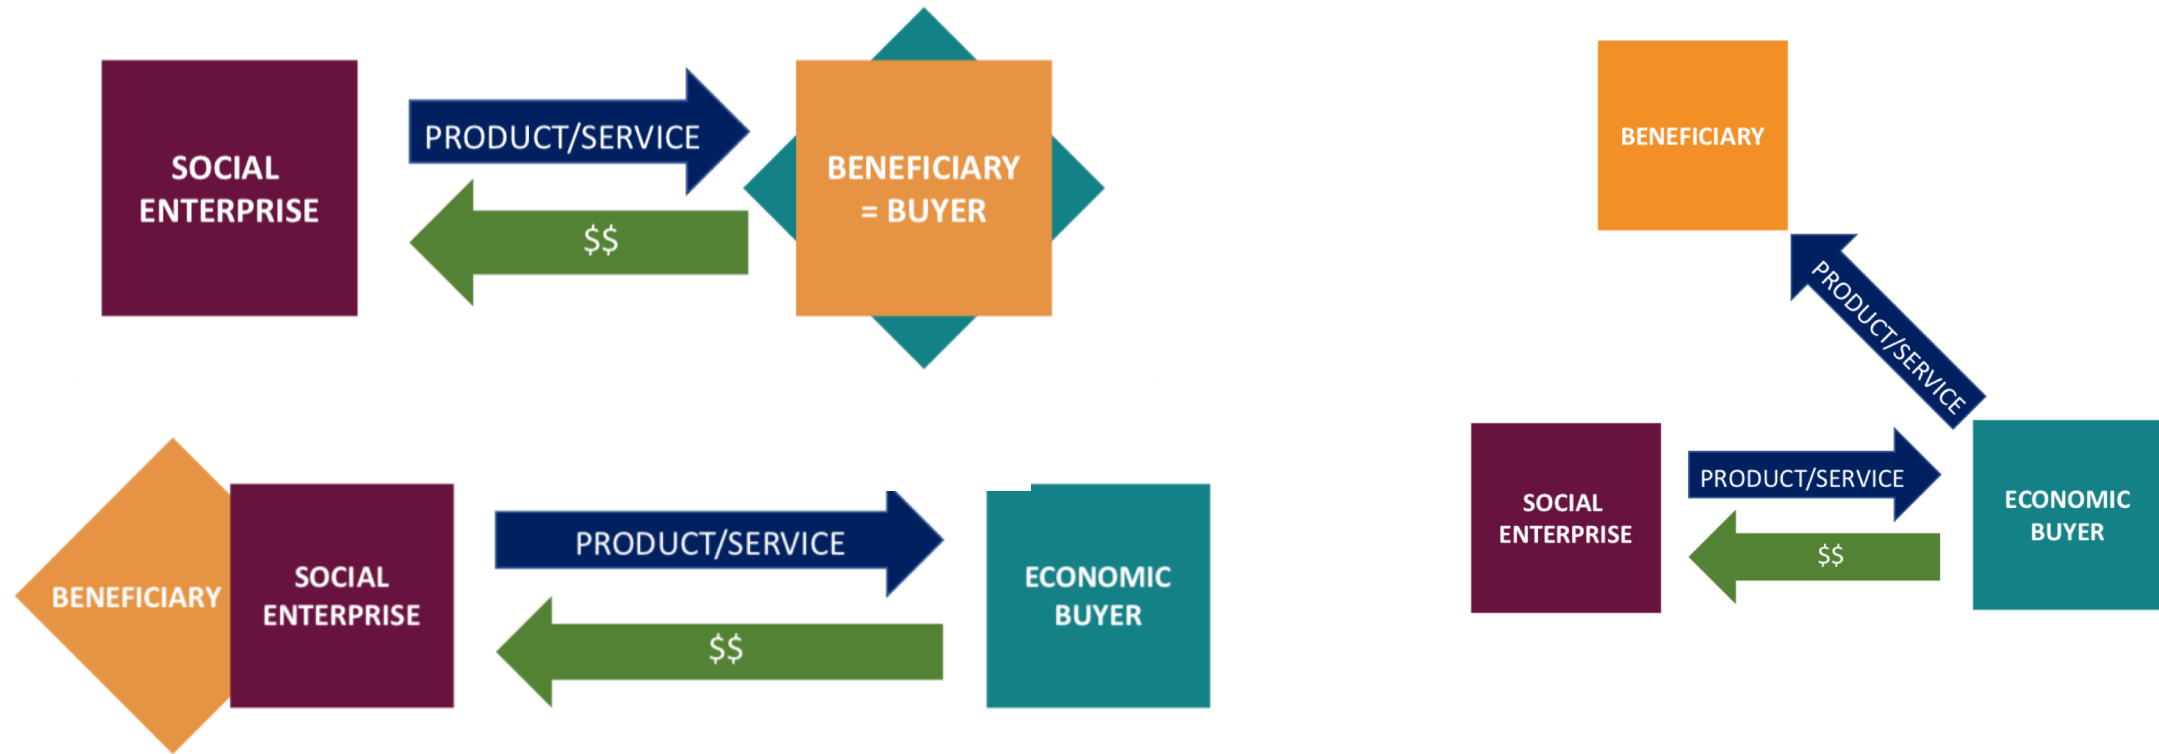 SOCIAL
ENTERPRISE
PRODUCT/SERVICE
$$
BENEFICIARY
= BUYER
BENEFICIARY
SOCIAL
ENTERPRISE
PRODUCT/SERVICE
$$
ECONOMIC
BUYER
BENEFICIARY
PRODUCT/SERVICE
SOCIAL
ENTERPRISE
PRODUCT/SERVICE
$$
ECONOMIC
BUYER